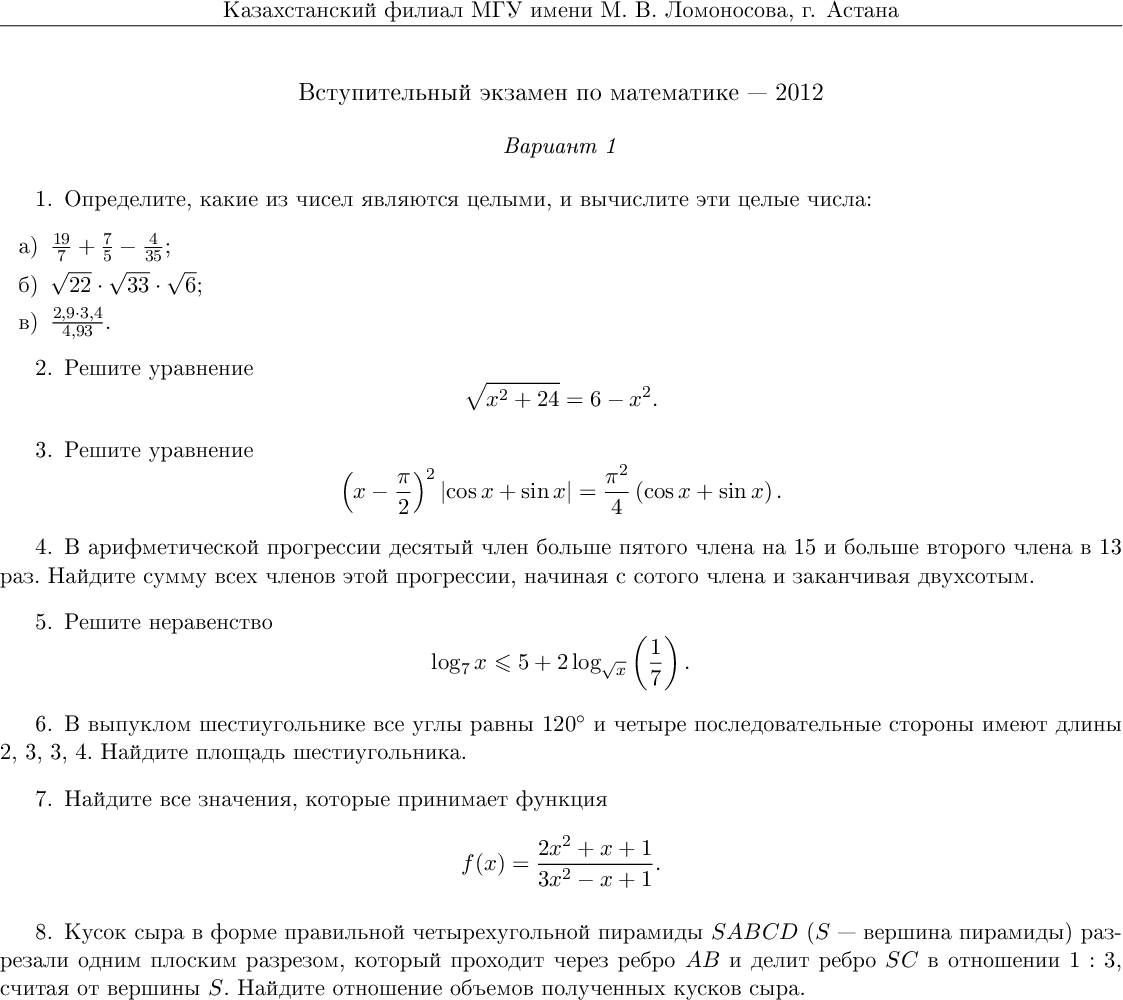 Казахстанский филиал МГУ имени М. В. Ломоносова, г. Астана
Вступительный экзамен по математике — 2012
Вариант 1
1. Определите, какие из чисел являются целыми, и вычислите эти целые числа:
а) $\frac{19}{7} + \frac{7}{5} - \frac{4}{35}$;
б) $\sqrt{22} \cdot \sqrt{33} \cdot \sqrt{6}$;
в) $\frac{2,9 \cdot 3,4}{4,93}$.
2. Решите уравнение
$\sqrt{x^2 + 24} = 6 - x^2.$
3. Решите уравнение
$\left(x - \frac{\pi}{2}\right)^2 |\cos x + \sin x| = \frac{\pi^2}{4} (\cos x + \sin x).$
4. В арифметической прогрессии десятый член больше пятого члена на 15 и больше второго члена в 13
раз. Найдите сумму всех членов этой прогрессии, начиная с сотого члена и заканчивая двухсотым.
5. Решите неравенство
$\log_7 x \leqslant 5 + 2 \log_{\sqrt{x}} \left(\frac{1}{7}\right).$
6. В выпуклом шестиугольнике все углы равны 120° и четыре последовательные стороны имеют длины
2, 3, 3, 4. Найдите площадь шестиугольника.
7. Найдите все значения, которые принимает функция
$f(x) = \frac{2x^2 + x + 1}{3x^2 - x + 1}.$
8. Кусок сыра в форме правильной четырехугольной пирамиды SABCD (S — вершина пирамиды) раз-
резали одним плоским разрезом, который проходит через ребро AB и делит ребро SC в отношении 1 : 3,
считая от вершины S. Найдите отношение объемов полученных кусков сыра.